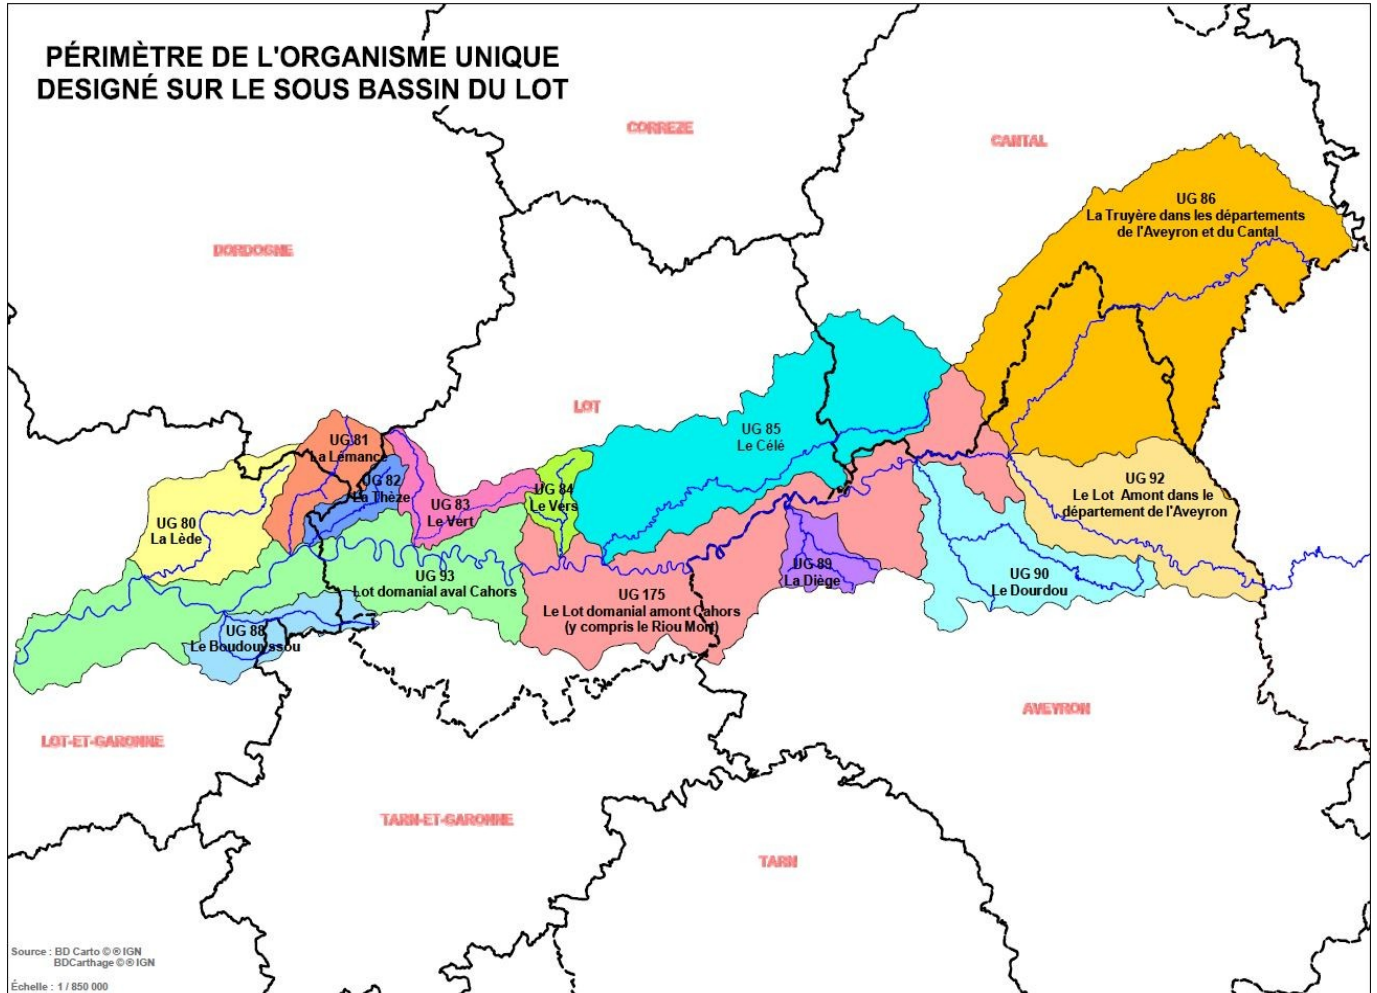 PÉRIMÈTRE DE L'ORGANISME UNIQUE
DESIGNÉ SUR LE SOUS BASSIN DU LOT
CORREZE
CANTAL
UG 86
La Truyère dans les départements
de l'Aveyron et du Cantal
DORDOGNE
LOT
UG 85
Le Célé
UG 81
La Lémance
UG 82
La Thèze
UG 83
Le Vert
UG 84
Le Vers
UG 92
Le Lot Amont dans le
département de l'Aveyron
UG 80
La Lède
UG 93
Lot domanial aval Cahors
UG 89
La Diège
UG 90
Le Dourdou
UG 175
Le Lot domanial amont Cahors
(y compris le Riou Mort)
UG 88
Le Boudouyssou
AVEYRON
LOT-ET-GARONNE
TARN-ET-GARONNE
TARN
Source : BD Carto © ® IGN
BDCarthage © ® IGN
Échelle : 1 / 850 000